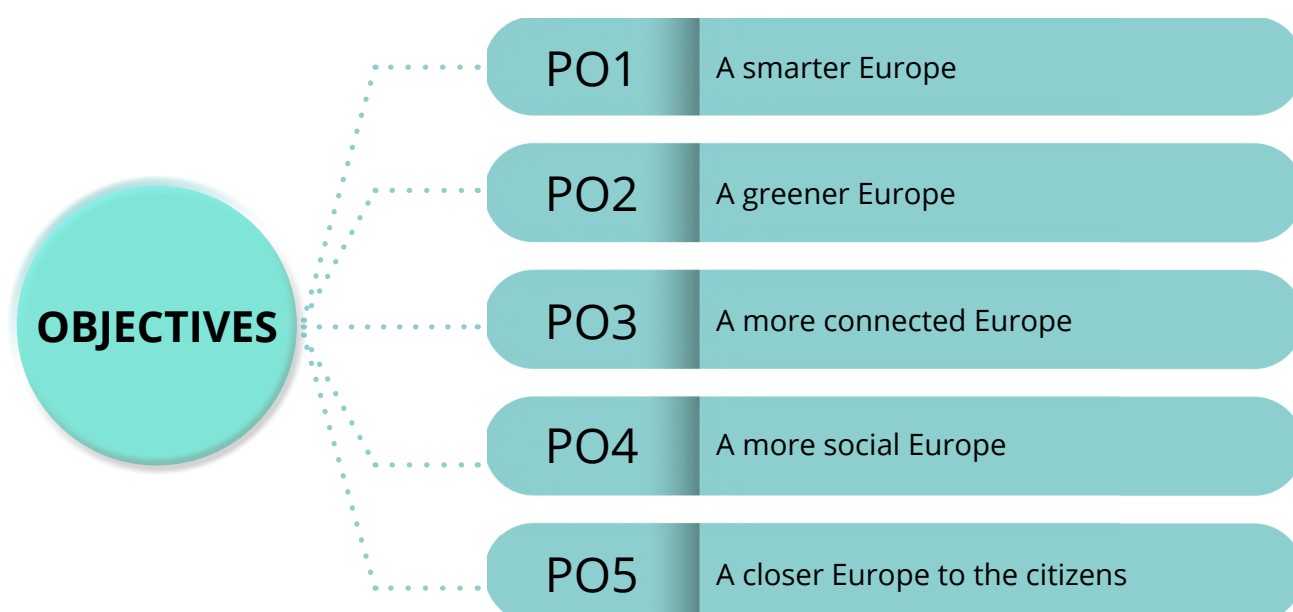 OBJECTIVES
PO1 A smarter Europe
PO2 A greener Europe
PO3 A more connected Europe
PO4 A more social Europe
PO5 A closer Europe to the citizens